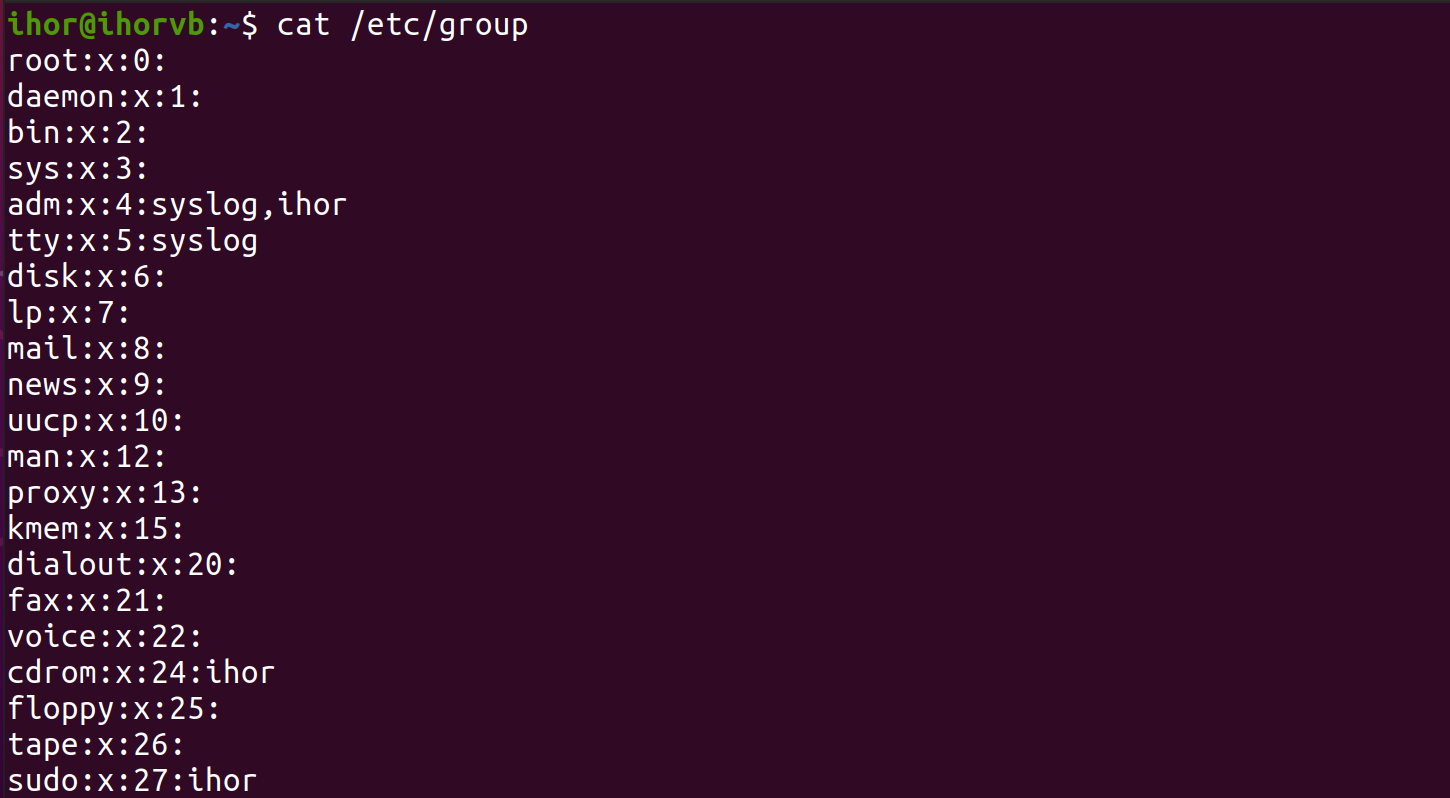 ihor@ihorvb:~$ cat /etc/group
root:x:0:
daemon:x:1:
bin:x:2:
sys:x:3:
adm:x:4:syslog,ihor
tty:x:5:syslog
disk:x:6:
lp:x:7:
mail:x:8:
news:x:9:
uucp:x:10:
man:x:12:
proxy:x:13:
kmem:x:15:
dialout:x:20:
fax:x:21:
voice:x:22:
cdrom:x:24:ihor
floppy:x:25:
tape:x:26:
sudo:x:27:ihor